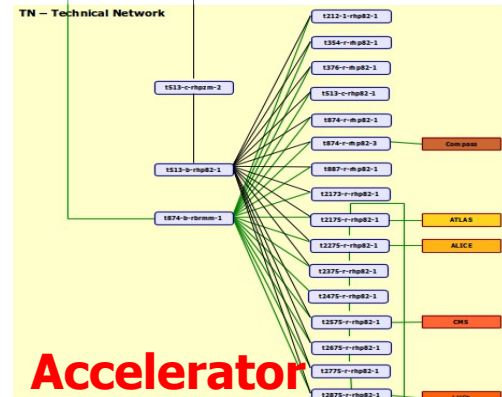 TN – Technical Network
t212-1-rhp82-1
t354-r-rhp82-1
t376-r-rhp82-1
t513-c-rhpzm-2
t513-c-rhp82-1
t874-r-rhp82-1
t874-r-rhp82-3
Compass
t513-b-rhp82-1
t887-r-rhp82-1
t2173-r-rhp82-1
t874-b-rbrmm-1
t2175-r-rhp82-1
ATLAS
t2275-r-rhp82-1
ALICE
t2375-r-rhp82-1
t2475-r-rhp82-1
t2575-r-rhp82-1
CMS
t2675-r-rhp82-1
t2775-r-rhp82-1
Accelerator
t2875-r-rhp82-1